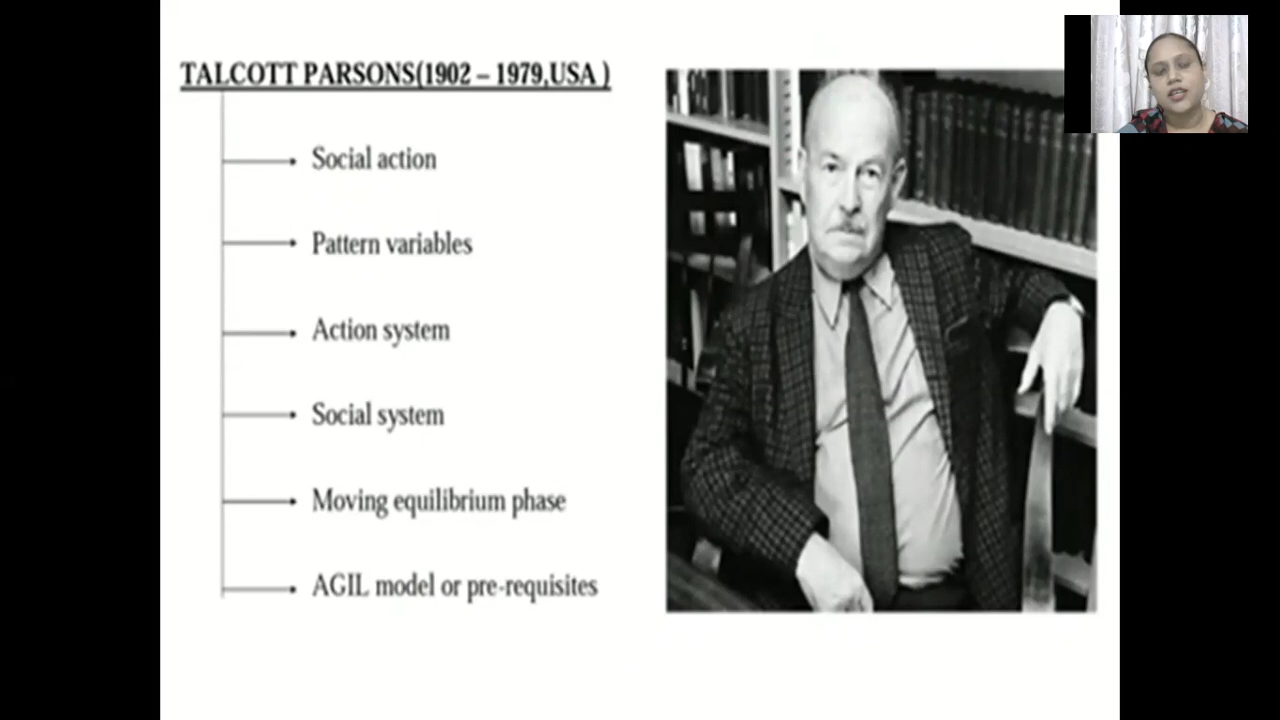 TALCOTT PARSONS(1902 – 1979,USA )
Social action
Pattern variables
Action system
Social system
Moving equilibrium phase
AGIL model or pre-requisites